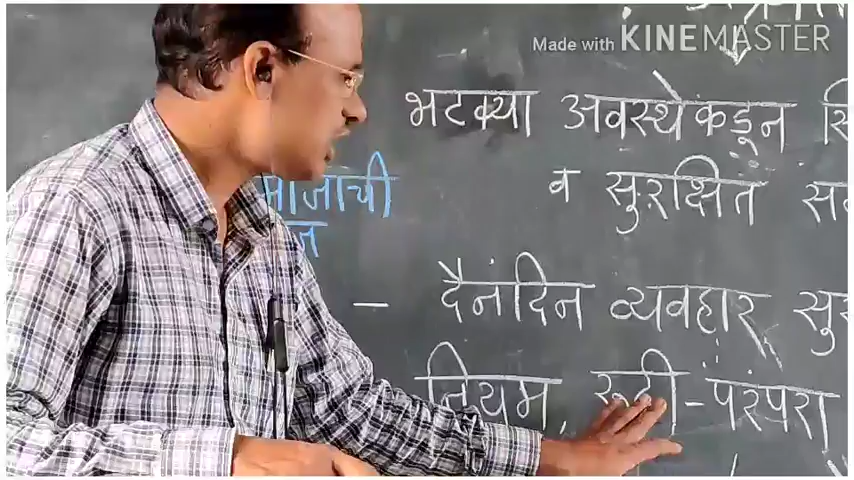 Made with KINEMASTER
भटक्या अवस्थेकडून
व सुरक्षित
माजाची
दैनंदिन व्यवहार
नियम, रूढी-परंपरा